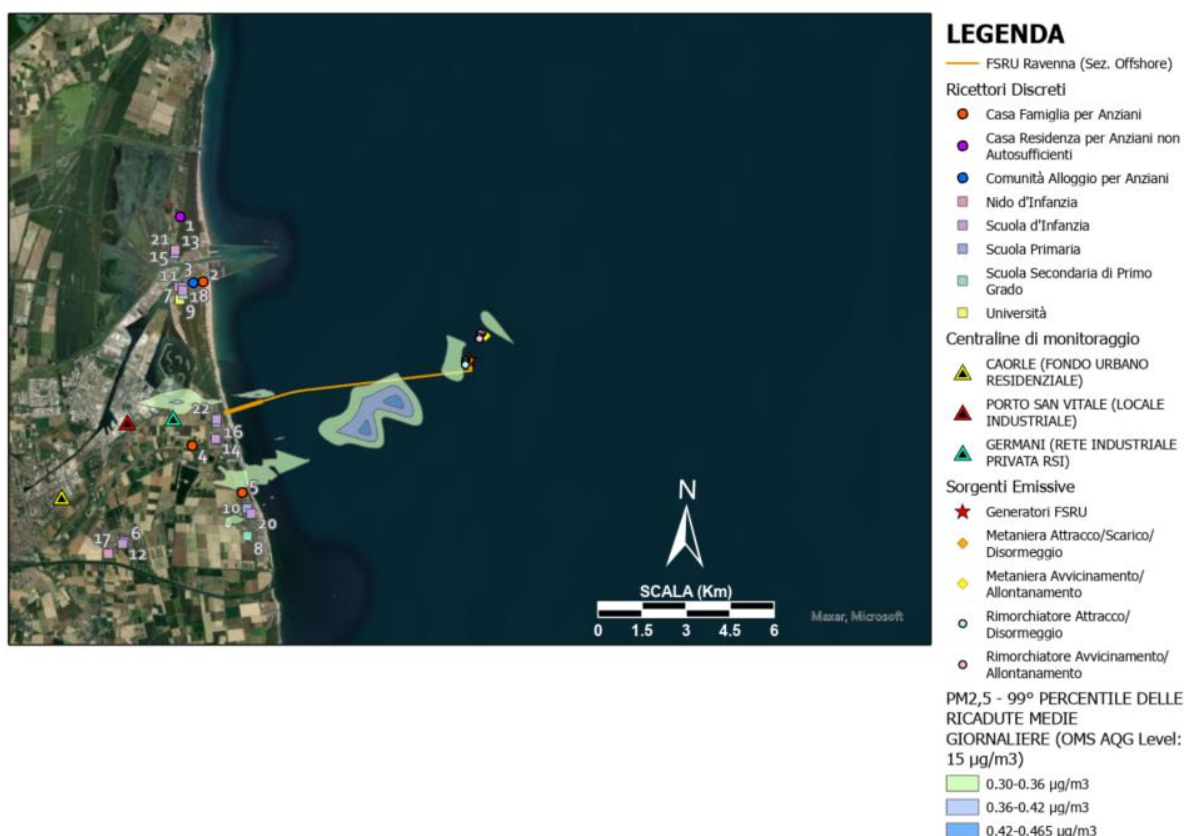 LEGENDA
FSRU Ravenna (Sez. Offshore)
Ricettori Discreti
Casa Famiglia per Anziani
Casa Residenza per Anziani non
Autosufficienti
Comunità Alloggio per Anziani
Nido d'Infanzia
Scuola d'Infanzia
Scuola Primaria
Scuola Secondaria di Primo
Grado
Università
Centraline di monitoraggio
CAORLE (FONDO URBANO
RESIDENZIALE)
PORTO SAN VITALE (LOCALE
INDUSTRIALE)
GERMANI (RETE INDUSTRIALE
PRIVATA RSI)
Sorgenti Emissive
Generatori FSRU
Metaniera Attracco/Scarico/
Disormeggio
Metaniera Avvicinamento/
Allontanamento
Rimorchiatore Attracco/
Disormeggio
Rimorchiatore Avvicinamento/
Allontanamento
PM2,5 - 99° PERCENTILE DELLE
RICADUTE MEDIE
GIORNALIERE (OMS AQG Level:
15 µg/m3)
0.30-0.36 µg/m3
0.36-0.42 µg/m3
0.42-0.465 µg/m3
1
21 13
15
3 2
11
7 18
9
22
16
14
4
5
10
20
8
6
17
12
N
SCALA (Km)
0 1.5 3 4.5 6
Maxar, Microsoft